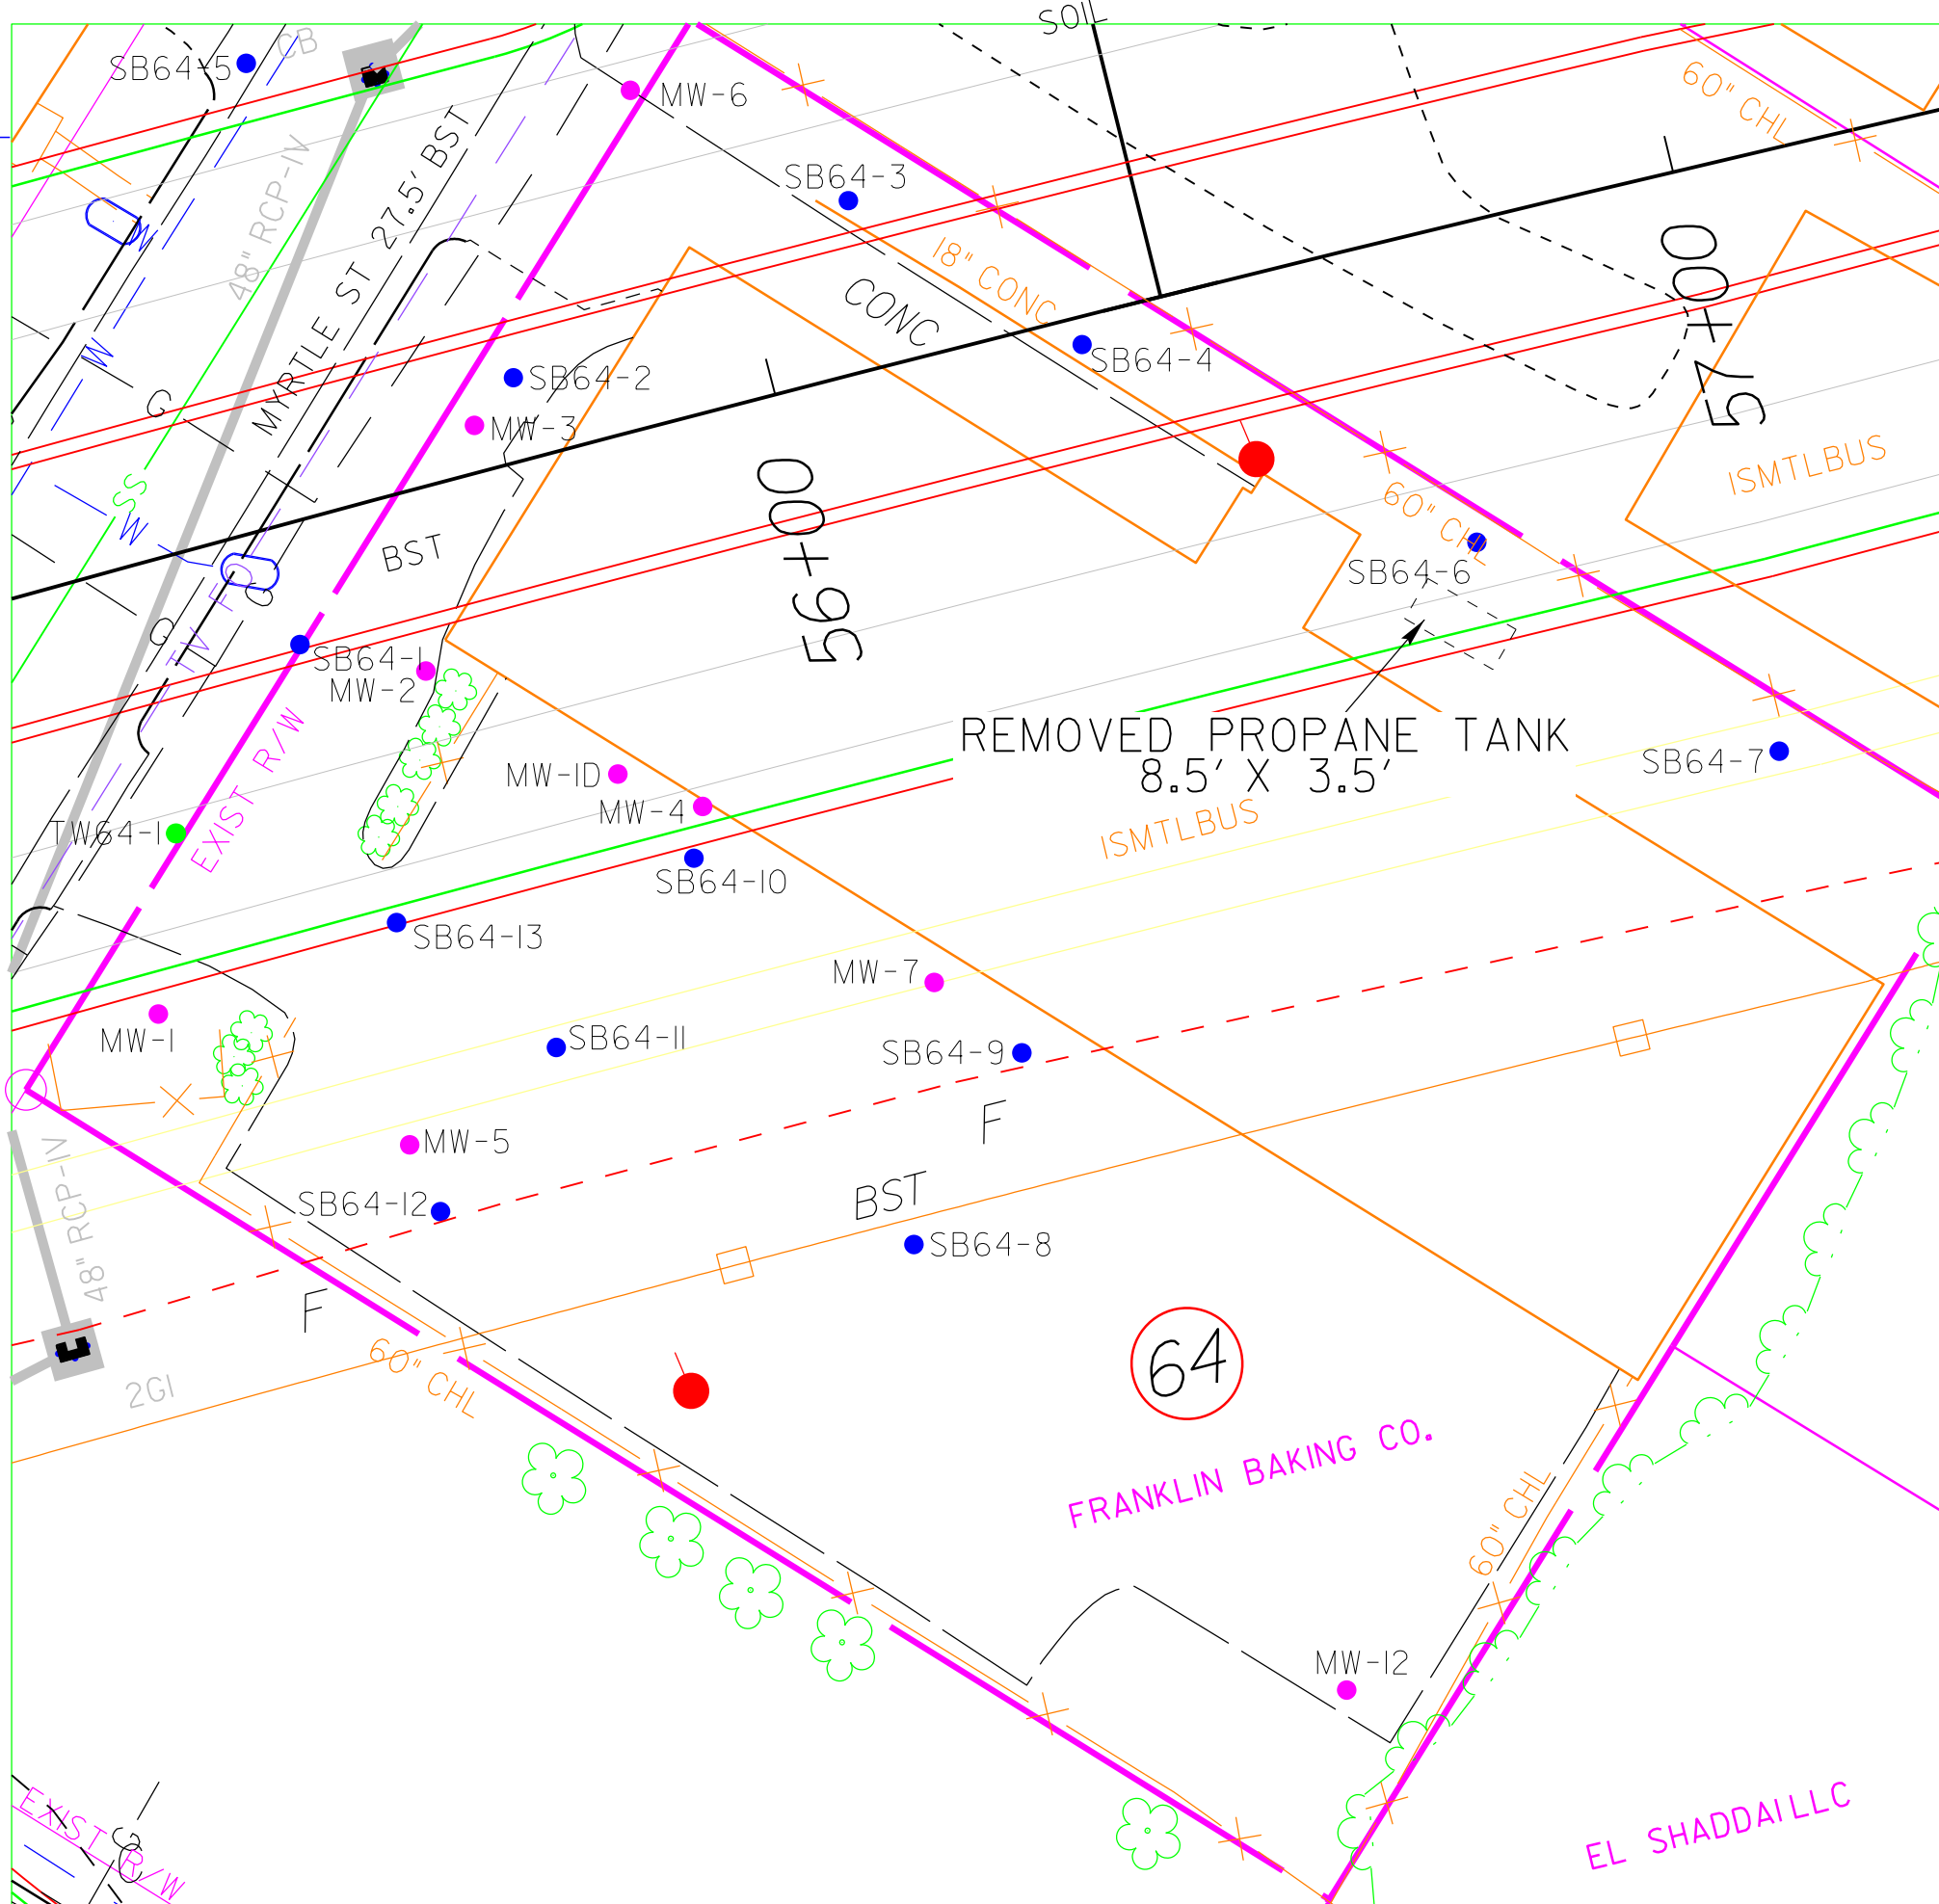 SOIL
CB
SB64-5
MW-6
60" CHL
48" RCP-IV
MYRTLE ST 27.5' BST
SB64-3
18" CONC
CONC
W
57+00
SB64-4
SB64-2
MW-3
W
G
ISMTLBUS
SS
W
56+00
60" CHL
BST
SB64-6
FO
TV
G
SB64-1
MW-2
EXIST R/W
REMOVED PROPANE TANK
8.5' X 3.5'
SB64-7
MW-1D
MW-4
ISMTLBUS
TW64-1
SB64-10
SB64-13
MW-7
MW-1
SB64-11
SB64-9
F
MW-5
48" RCP-IV
SB64-12
BST
SB64-8
F
60" CHL
2GI
64
FRANKLIN BAKING CO.
60" CHL
MW-12
EXIST R/W
EL SHADDAI LLC